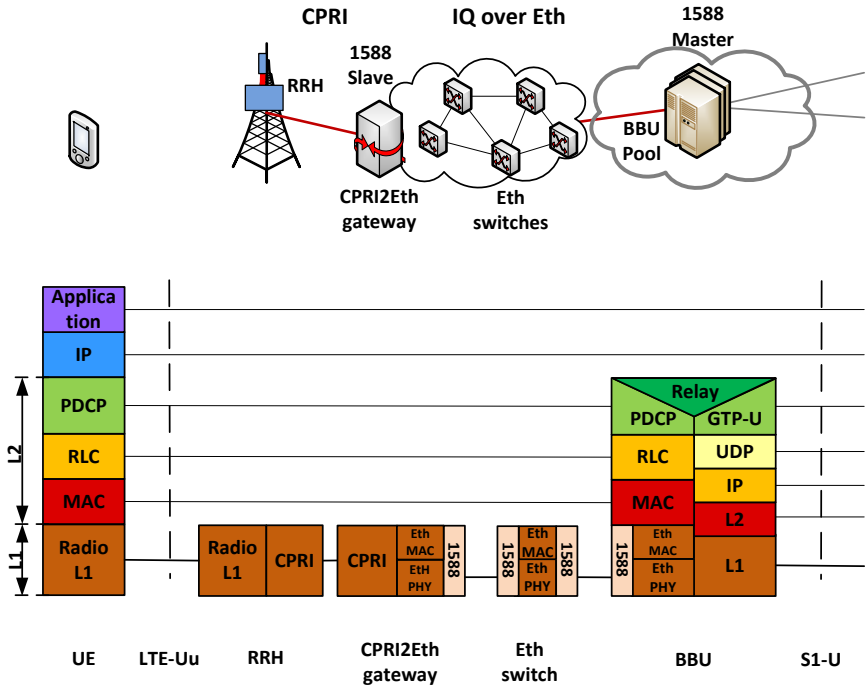 CPRI
IQ over Eth
1588
Master
1588
Slave
RRH
BBU
Pool
CPRI2Eth
gateway
Eth
switches
Applica
tion
IP
PDCP
RLC
MAC
Radio
L1
L2
L1
Radio
L1
CPRI
CPRI
Eth
MAC
EtH
PHY
1588
1588
Eth
MAC
Eth
PHY
1588
Relay
PDCP
GTP-U
RLC
UDP
MAC
IP
L2
1588
Eth
MAC
Eth
PHY
L1
UE
LTE-Uu
RRH
CPRI2Eth
gateway
Eth
switch
BBU
S1-U